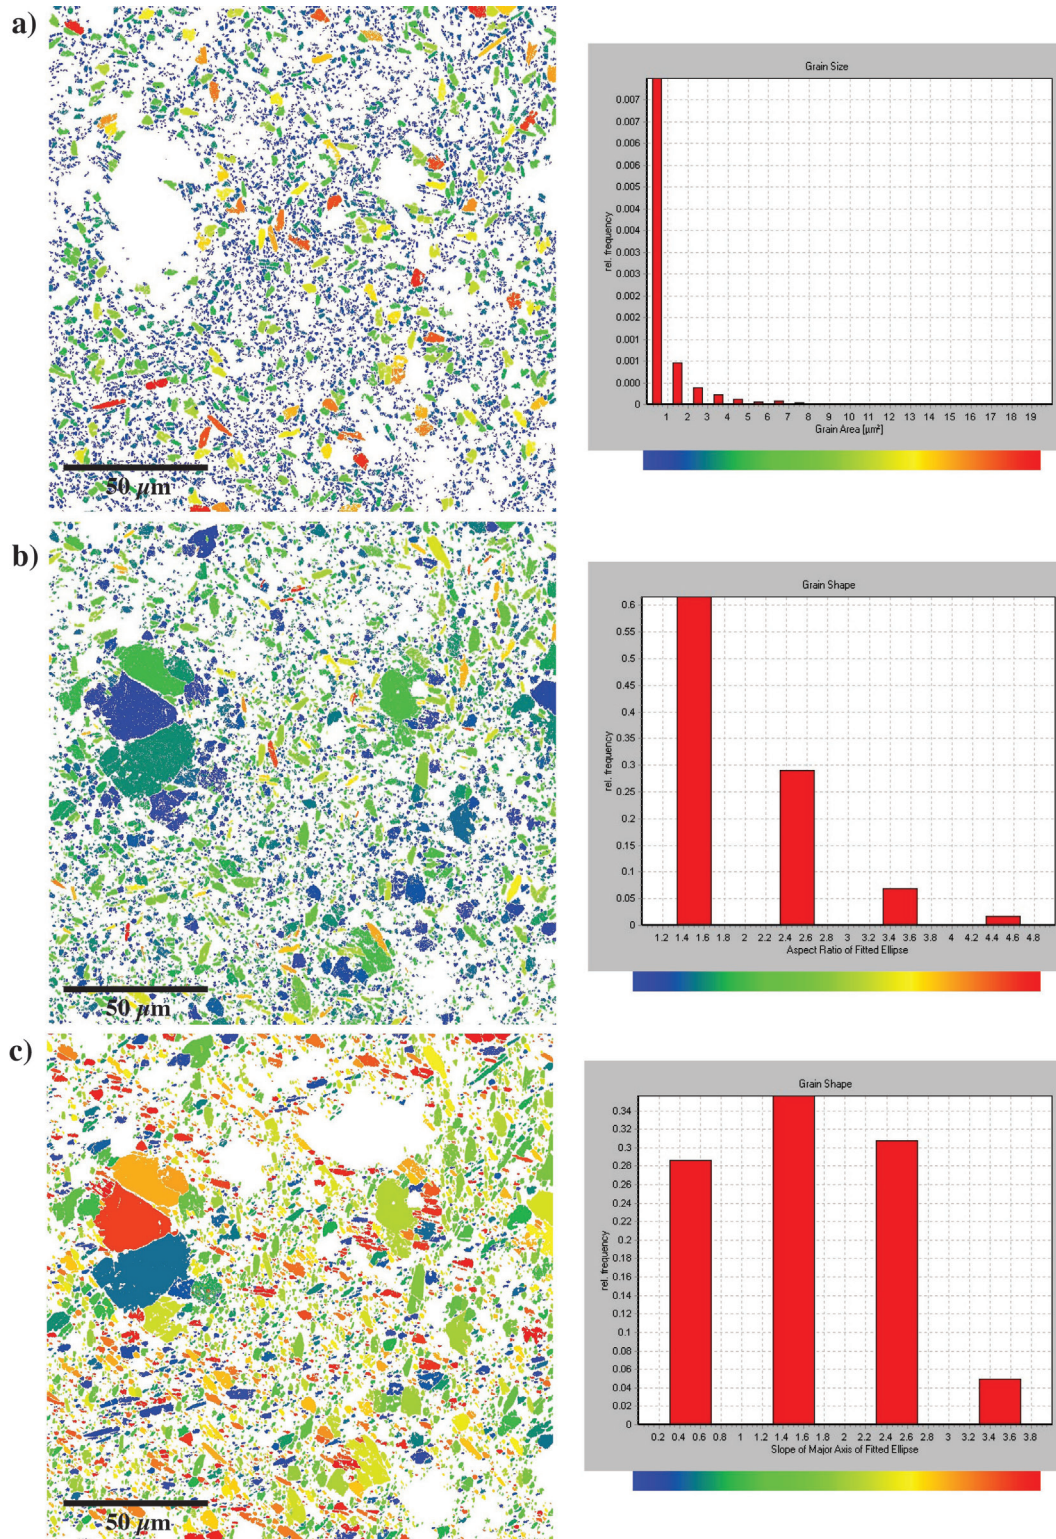 a)
50 µm
Grain Size
rel. frequency
0.007
0.007
0.006
0.005
0.004
0.003
0.003
0.002
0.002
0.001
0.001
0.000
0
1 2 3 4 5 6 7 8 9 10 11 12 13 14 15 16 17 18 19
Grain Area [µm²]
b)
50 µm
Grain Shape
rel. frequency
0.6
0.55
0.5
0.45
0.4
0.35
0.3
0.25
0.2
0.15
0.1
0.05
0
1.2 1.4 1.6 2 2.2 2.4 2.6 3 3.2 3.4 3.6 3.8 4 4.2 4.4 4.6 4.8
Aspect Ratio of Fitted Ellipse
c)
50 µm
Grain Shape
rel. frequency
0.34
0.3
0.28
0.26
0.24
0.22
0.2
0.18
0.16
0.14
0.12
0.1
0.08
0.06
0.04
0.02
0
0.2 0.4 0.6 0.8 1 1.2 1.4 1.6 1.8 2 2.2 2.4 2.6 2.8 3 3.2 3.4 3.6 3.8
Slope of Major Axis of Fitted Ellipse